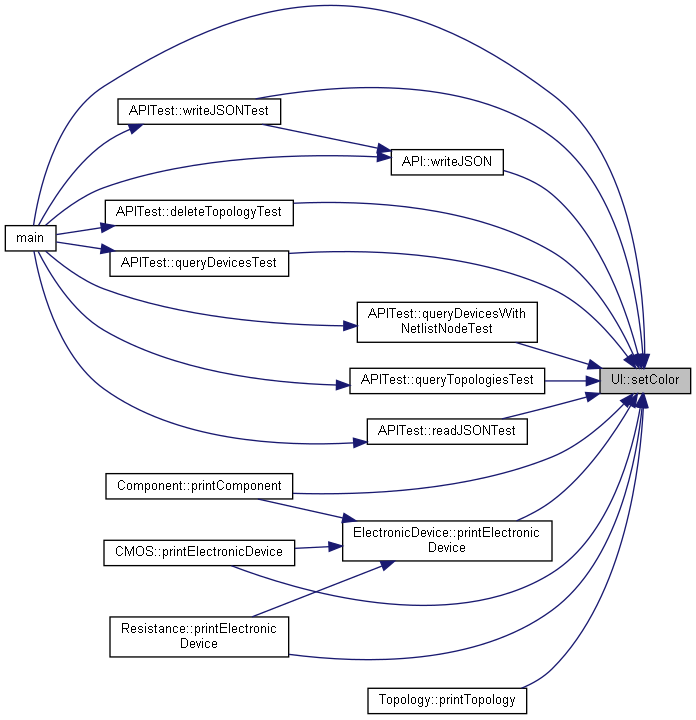 APITest::writeJSONTest
API::writeJSON
APITest::deleteTopologyTest
main
APITest::queryDevicesTest
APITest::queryDevicesWith
NetlistNodeTest
UI::setColor
APITest::queryTopologiesTest
APITest::readJSONTest
Component::printComponent
ElectronicDevice::printElectronic
Device
CMOS::printElectronicDevice
Resistance::printElectronic
Device
Topology::printTopology